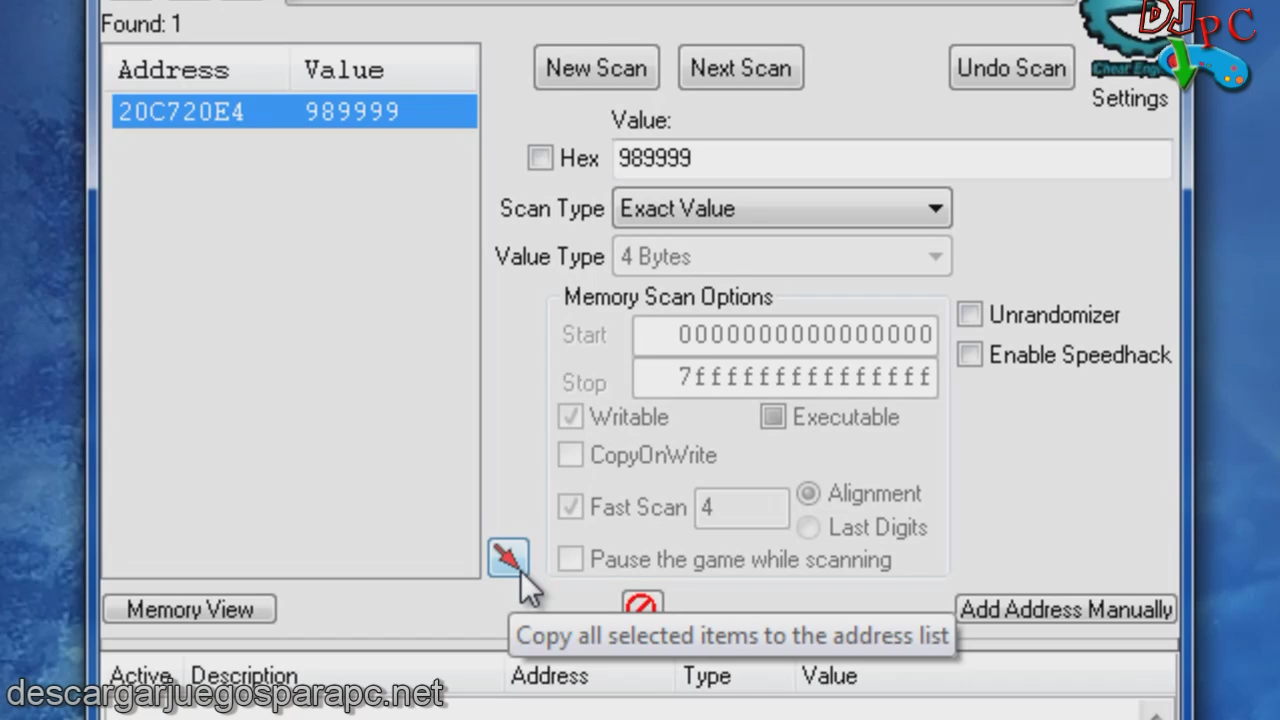 Found: 1
DJ PC
Address Value
New Scan Next Scan Undo Scan
Cheat Eng
20C720E4 989999
Settings
Value:
Hex 989999
Scan Type Exact Value
Value Type 4 Bytes
Memory Scan Options
Start 0000000000000000
Unrandomizer
Stop 7fffffffffffffff
Enable Speedhack
Writable Executable
CopyOnWrite
Fast Scan 4 Alignment
Last Digits
Pause the game while scanning
Memory View Add Address Manually
Copy all selected items to the address list
Active Description Address Type Value
descargarjuegosparapc.net